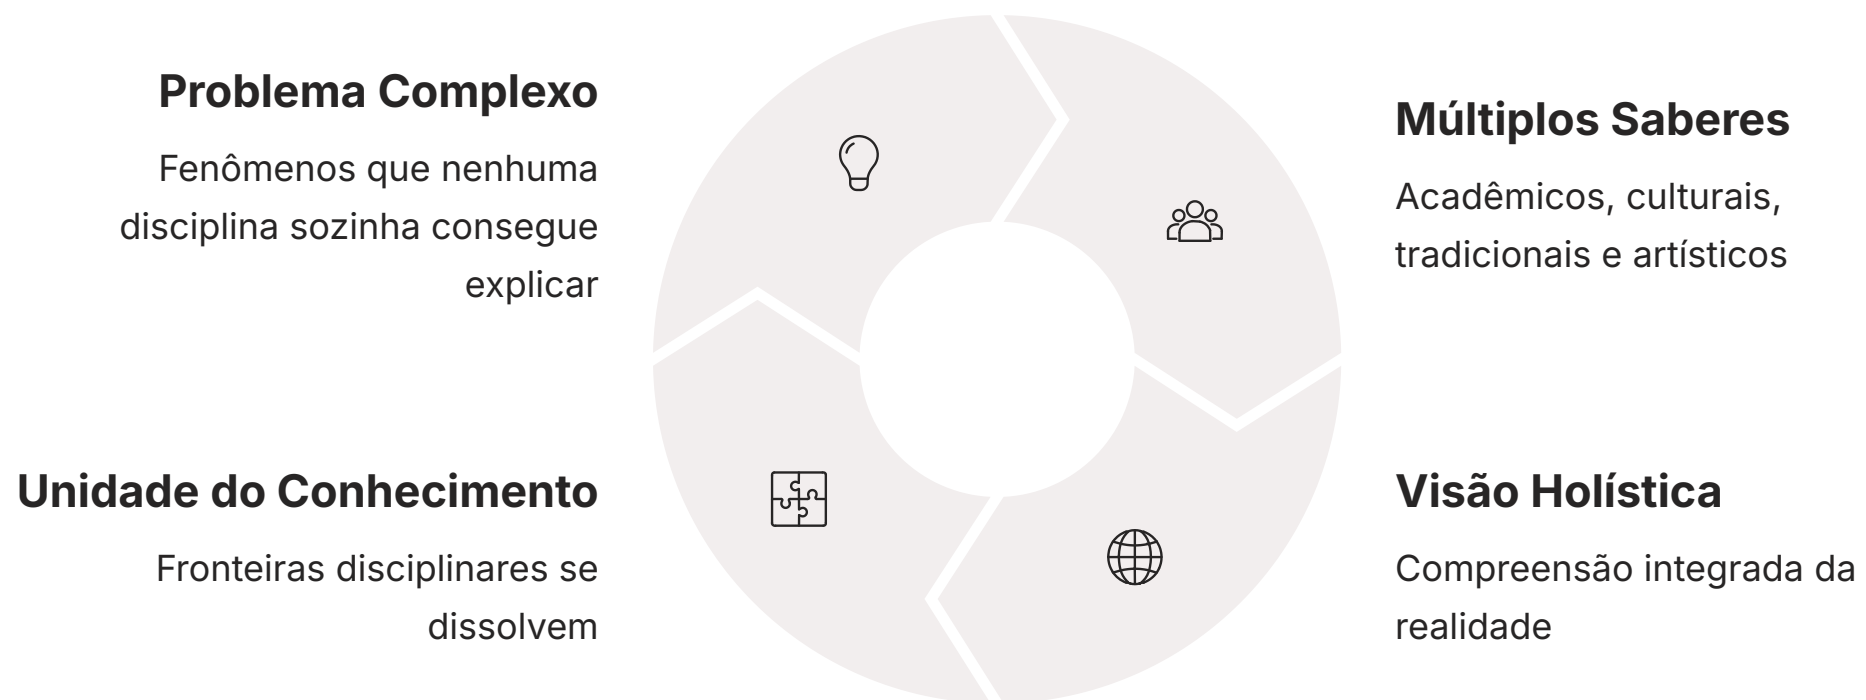 Problema Complexo
Fenômenos que nenhuma
disciplina sozinha consegue
explicar
Múltiplos Saberes
Acadêmicos, culturais,
tradicionais e artísticos
Unidade do Conhecimento
Fronteiras disciplinares se
dissolvem
Visão Holística
Compreensão integrada da
realidade